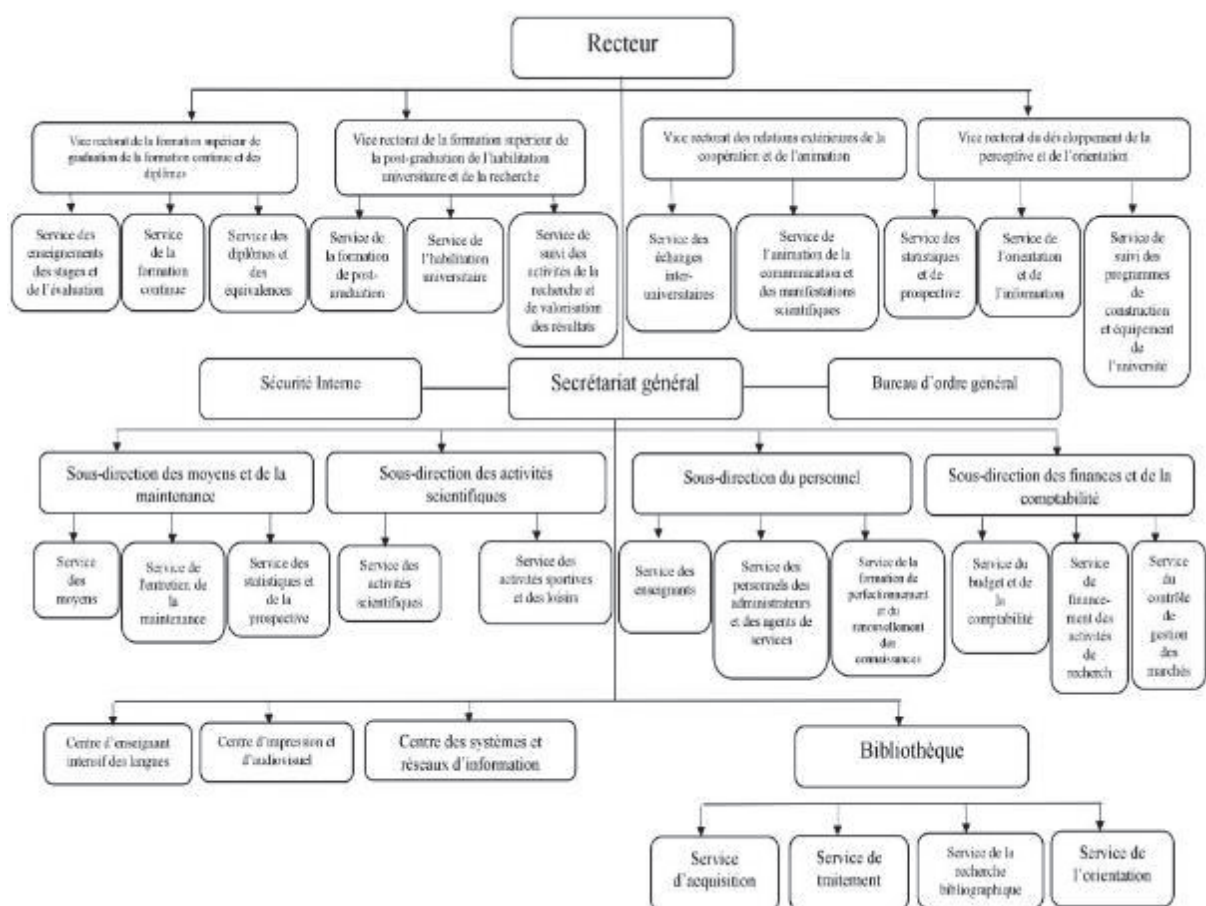 Recteur
Vice rectorat de la formation supérieur de
graduation de la formation continue et des
diplômes
Vice rectorat de la formation supérieur de
la post-graduation de l'habilitation
universitaire et de la recherche
Vice rectorat des relations extérieures de la
coopération et de l'animation
Vice rectorat du développement de la
perceptive et de l'orientation
Service des
enseignements
des stages et
de l'évaluation
Service
de la
formation
continue
Service des
diplômes et
des
équivalences
Service de
la formation
de post-
graduation
Service de
l'habilitation
universitaire
Service de
suivi des
activités de la
recherche et
de valorisation
des résultats
Service des
échanges
inter-
universitaires
Service de
l'animation de la
communication et
des manifestations
scientifiques
Service des
statistiques
et de
prospective
Service de
l'orientation
et de
l'information
Service de
suivi des
programmes
de
construction
et équipement
de
l'université
Sécurité Interne
Secrétariat général
Bureau d'ordre général
Sous-direction des moyens et de la
maintenance
Sous-direction des activités
scientifiques
Sous-direction du personnel
Sous-direction des finances et de la
comptabilité
Service
des
moyens
Service de
l'entretien de
la
maintenance
Service des
statistiques et
de la
prospective
Service des
activités
scientifiques
Service des
activités sportives
et des loisirs
Service des
enseignants
Service des
personnels des
administrateurs
et des agents de
services
Service de la
formation de
perfectionnement
et du
renouvellement
des
connaissances
Service du
budget et de
la
comptabilité
Service
de
finance-
ment des
activités
de
recherch
Service
du
contrôle
de
gestion
des
marchés
Centre d'enseignant
intensif des langues
Centre d'impression et
d'audiovisuel
Centre des systèmes et
réseaux d'information
Bibliothèque
Service
d'acquisition
Service de
traitement
Service de la
recherche
bibliographique
Service de
l'orientation